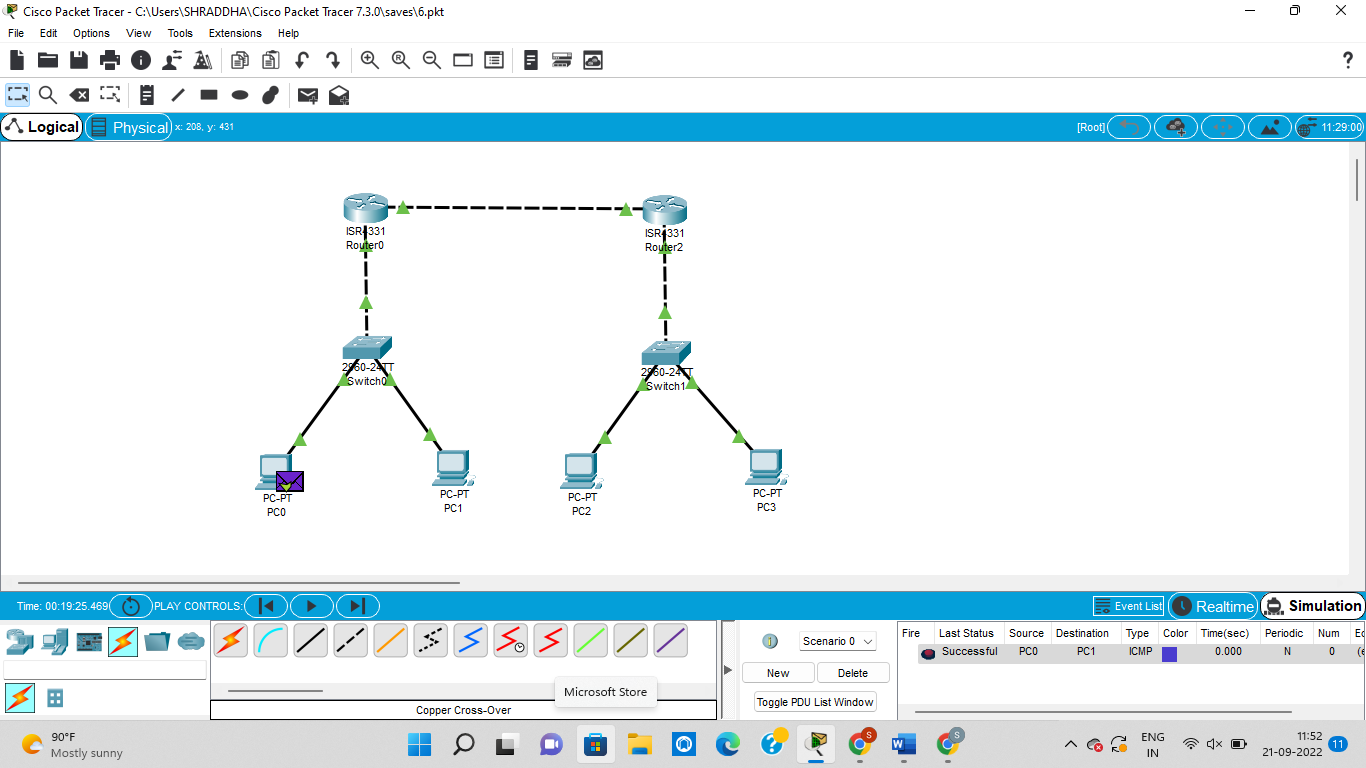 Cisco Packet Tracer - C:\Users\SHRADDHA\Cisco Packet Tracer 7.3.0\saves\6.pkt
File Edit Options View Tools Extensions Help
Logical Physical x: 208, y: 431 [Root] 11:29:00
ISR4331
Router0
ISR4331
Router2
2960-24TT
Switch0
2960-24TT
Switch1
PC-PT
PC0
PC-PT
PC1
PC-PT
PC2
PC-PT
PC3
Time: 00:19:25.469 PLAY CONTROLS: Event List Realtime Simulation
Scenario 0
New Delete
Toggle PDU List Window
Fire Last Status Source Destination Type Color Time(sec) Periodic Num
Successful PC0 PC1 ICMP 0.000 N 0
Microsoft Store
Copper Cross-Over
90°F
Mostly sunny
S
S
ENG
IN
11:52
21-09-2022
11